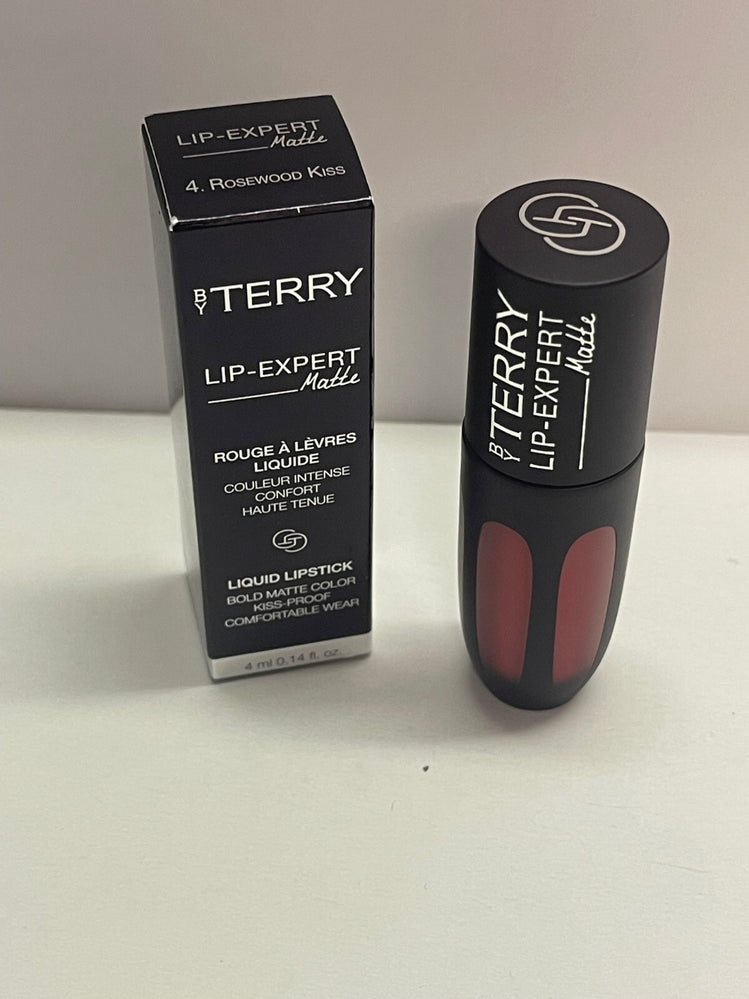 LIP-EXPERT
Matte
4. ROSEWOOD KISS
BY TERRY
LIP-EXPERT
Matte
ROUGE À LÈVRES
LIQUIDE
COULEUR INTENSE
CONFORT
HAUTE TENUE
LIQUID LIPSTICK
BOLD MATTE COLOR
KISS-PROOF
COMFORTABLE WEAR
4 ml 0.14 fl. oz.
BY TERRY
LIP-EXPERT
Matte